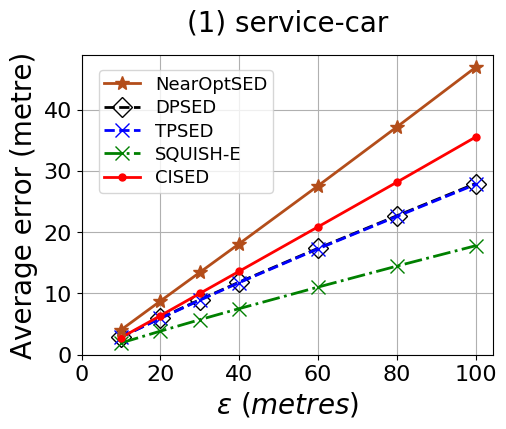 (1) service-car
Average error (metre)
40
30
20
10
0
NearOptSED
DPSED
TPSED
SQUISH-E
CISED
0 20 40 60 80 100
ε (metres)